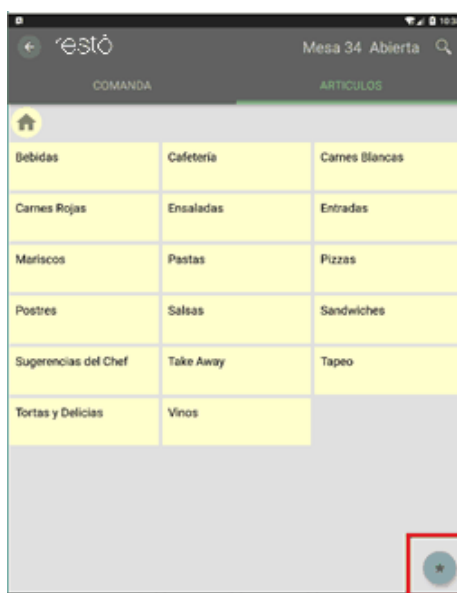 restó
Mesa 34 Abierta
COMANDA
ARTICULOS
Bebidas
Cafetería
Carnes Blancas
Carnes Rojas
Ensaladas
Entradas
Mariscos
Pastas
Pizzas
Postres
Salsas
Sandwiches
Sugerencias del Chef
Take Away
Tapeo
Tortas y Delicias
Vinos